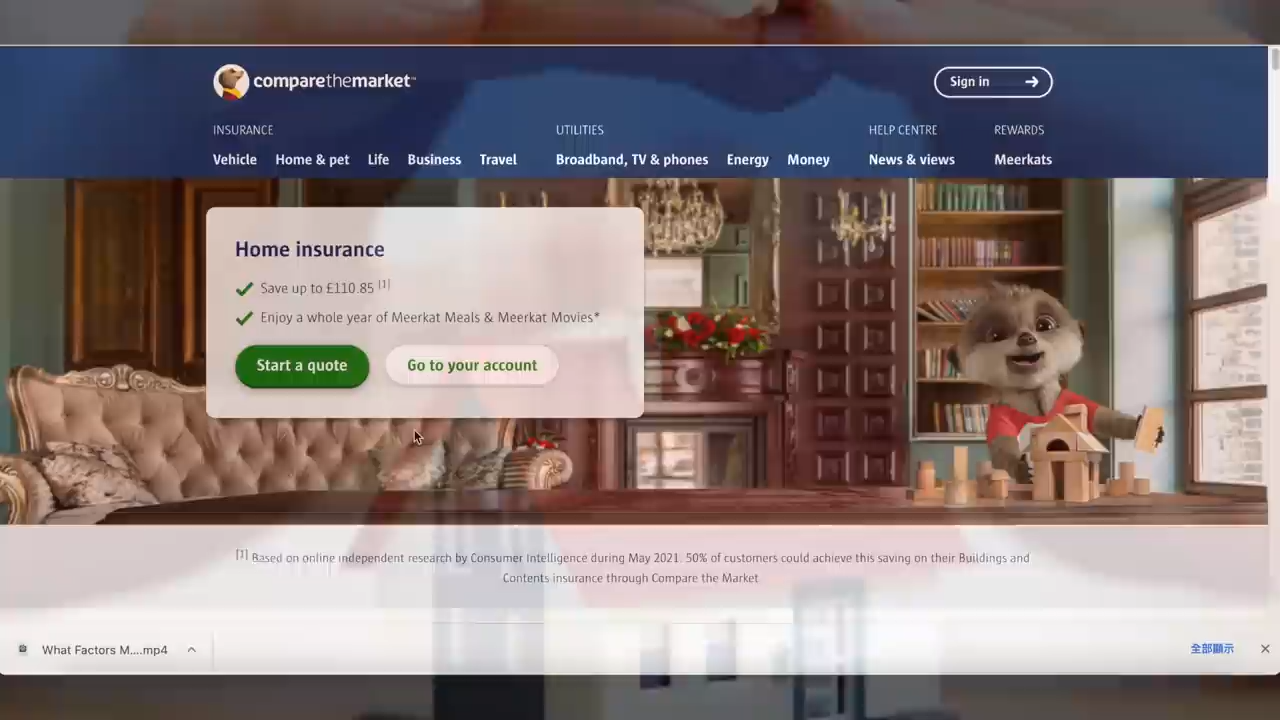 comparethemarket™
Sign in
INSURANCE
UTILITIES
HELP CENTRE
REWARDS
Vehicle
Home & pet
Life
Business
Travel
Broadband, TV & phones
Energy
Money
News & views
Meerkats
Home insurance
Save up to £110.85 [1]
Enjoy a whole year of Meerkat Meals & Meerkat Movies*
Start a quote
Go to your account
[1] Based on online independent research by Consumer Intelligence during May 2021. 50% of customers could achieve this saving on their Buildings and
Contents insurance through Compare the Market
What Factors M....mp4
全部顯示